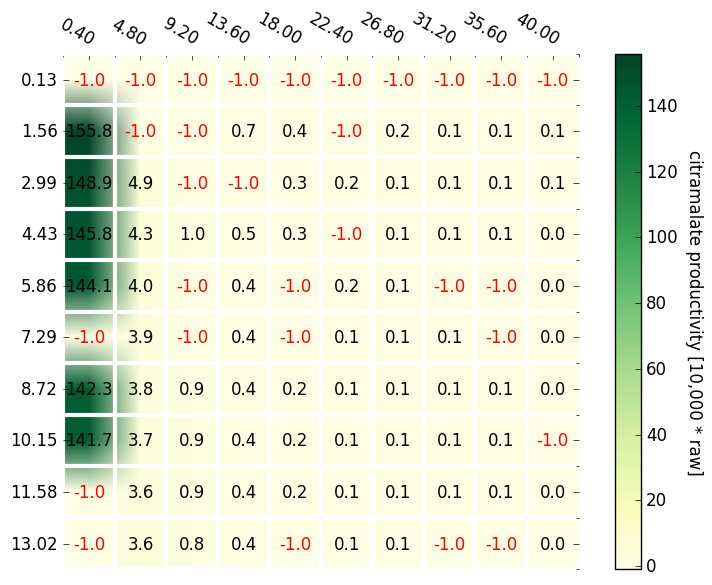 0.40 4.80 9.20 13.60 18.00 22.40 26.80 31.20 35.60 40.00
0.13 -1.0 -1.0 -1.0 -1.0 -1.0 -1.0 -1.0 -1.0 -1.0 -1.0
1.56 155.8 -1.0 -1.0 0.7 0.4 -1.0 0.2 0.1 0.1 0.1
2.99 148.9 4.9 -1.0 -1.0 0.3 0.2 0.1 0.1 0.1 0.1
4.43 145.8 4.3 1.0 0.5 0.3 -1.0 0.1 0.1 0.1 0.0
5.86 144.1 4.0 -1.0 0.4 -1.0 0.2 0.1 -1.0 -1.0 0.0
7.29 -1.0 3.9 -1.0 0.4 -1.0 0.1 0.1 0.1 -1.0 0.0
8.72 142.3 3.8 0.9 0.4 0.2 0.1 0.1 0.1 0.1 0.0
10.15 141.7 3.7 0.9 0.4 0.2 0.1 0.1 0.1 0.1 -1.0
11.58 -1.0 3.6 0.9 0.4 0.2 0.1 0.1 0.1 0.1 0.0
13.02 -1.0 3.6 0.8 0.4 -1.0 0.1 0.1 -1.0 -1.0 0.0
140
120
100
80
60
40
20
0
citramalate productivity [10,000 * raw]